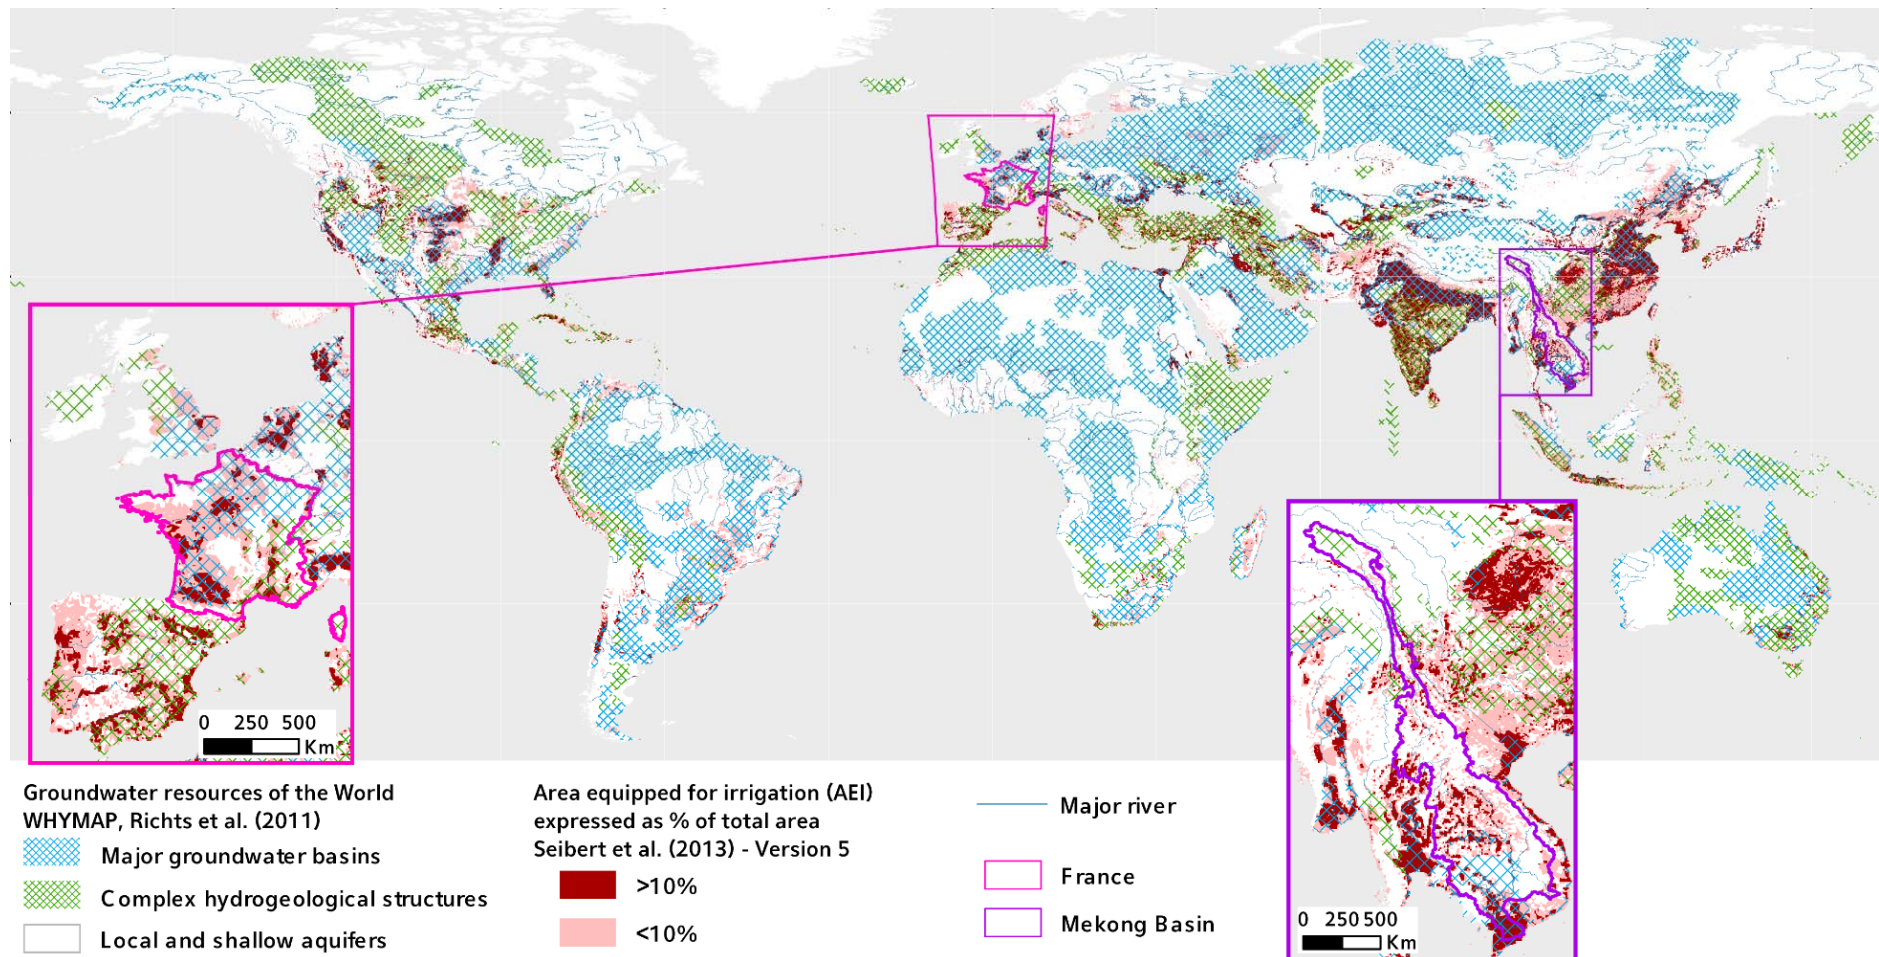 0 250 500
Km
0 250 500
Km
Groundwater resources of the World
WHYMAP, Richts et al. (2011)
Major groundwater basins
Complex hydrogeological structures
Local and shallow aquifers
Area equipped for irrigation (AEI)
expressed as % of total area
Seibert et al. (2013) - Version 5
>10%
<10%
Major river
France
Mekong Basin